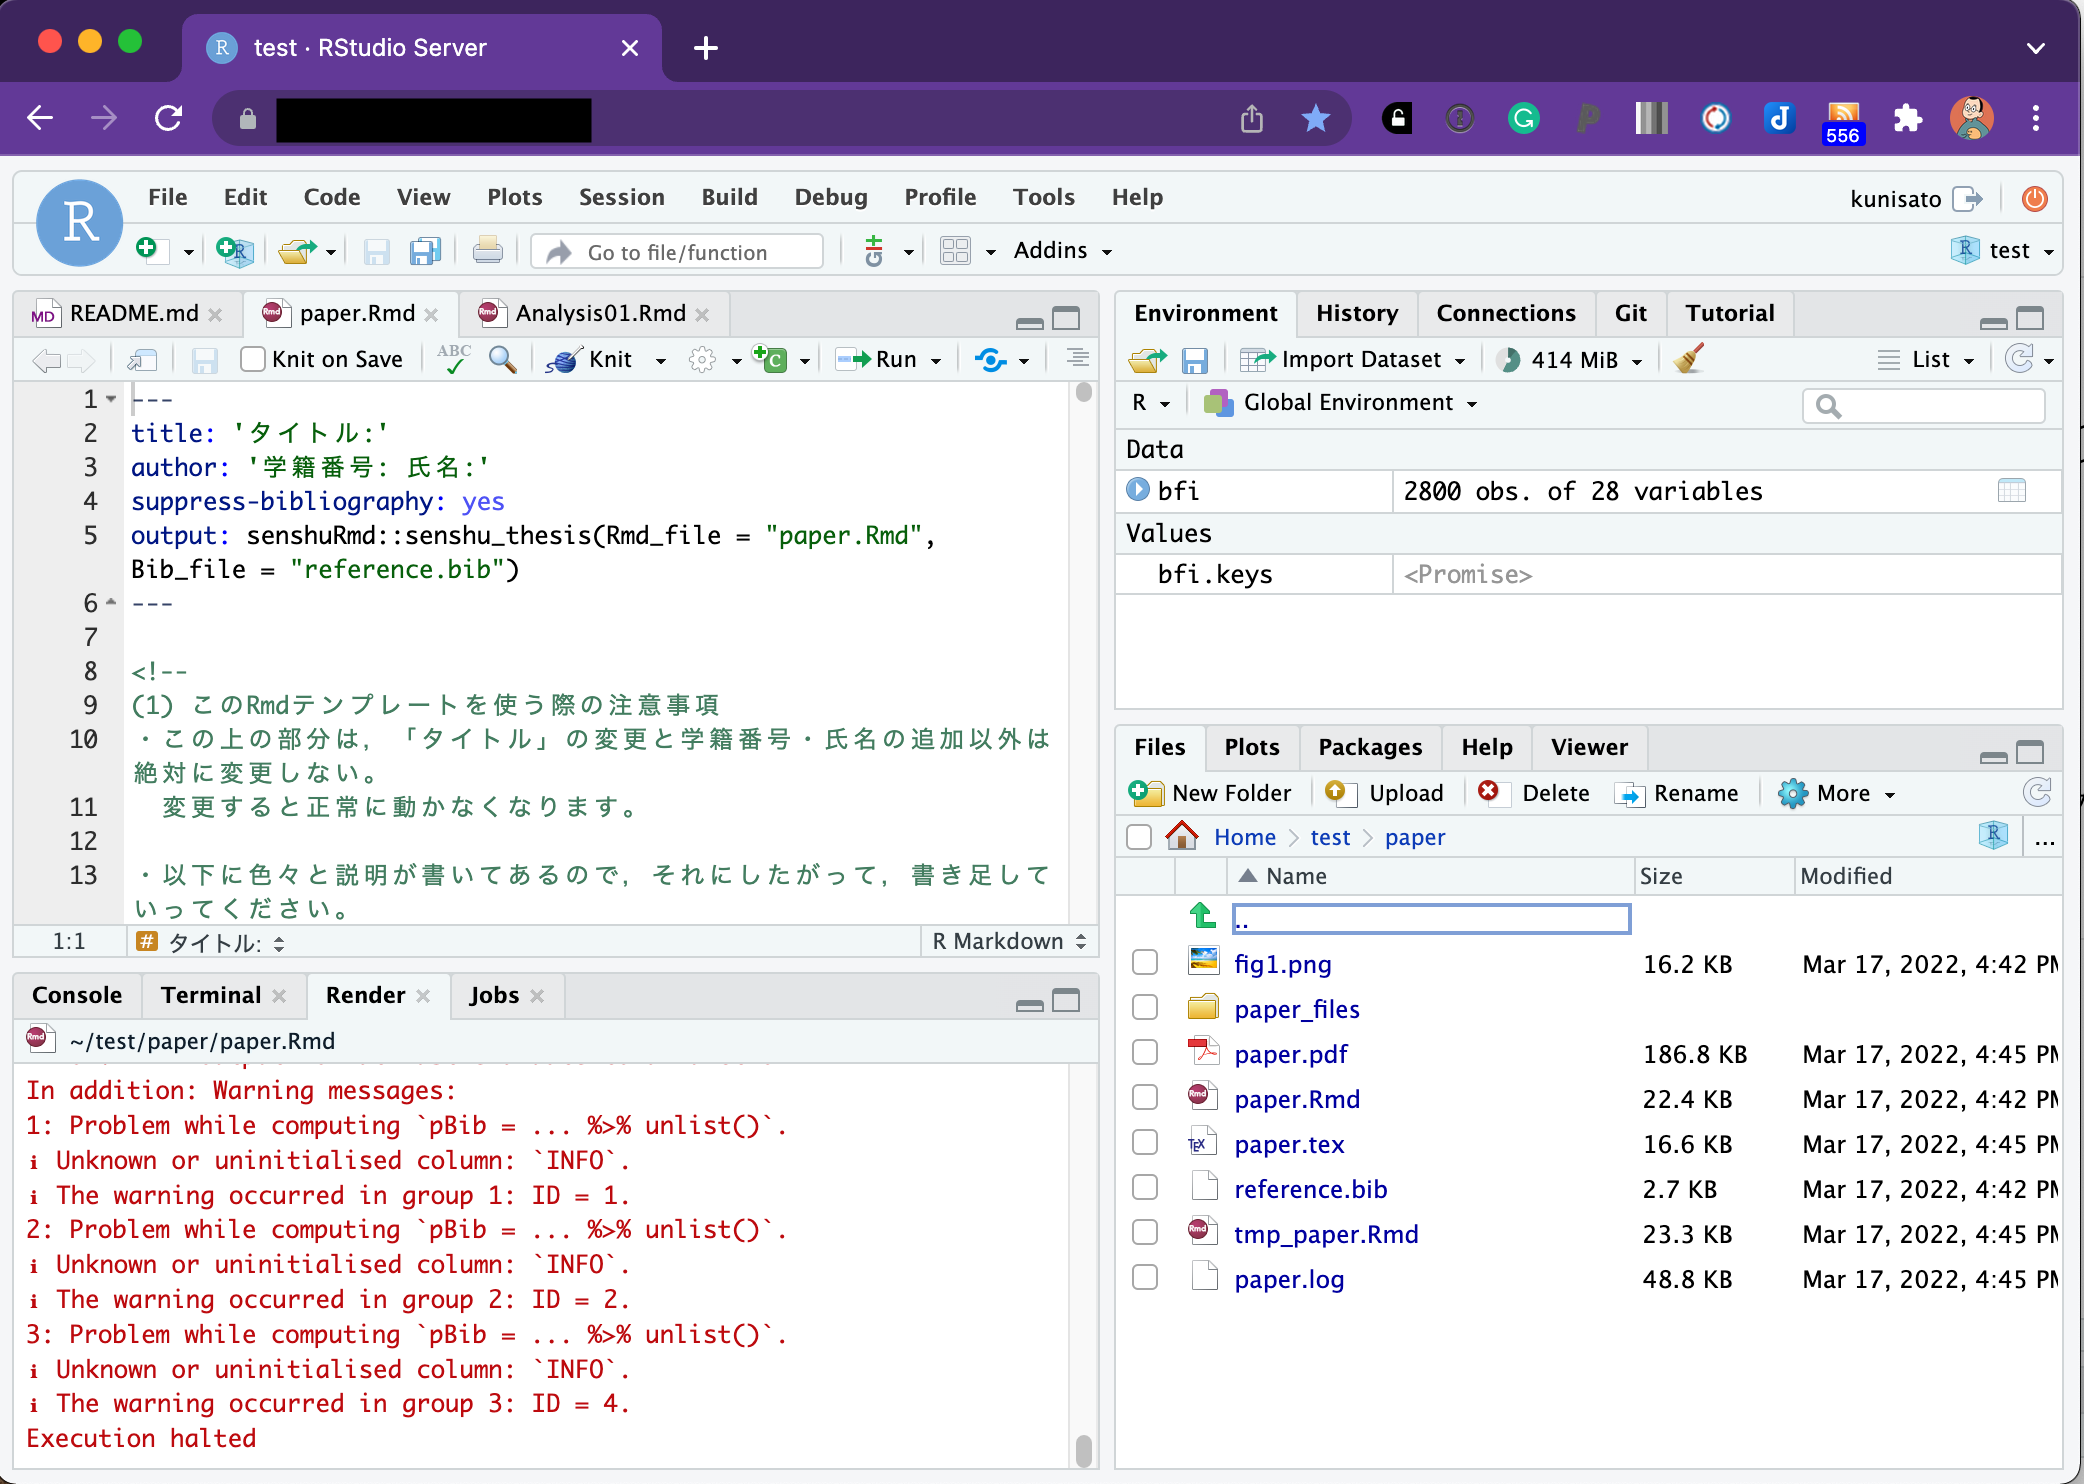 test · RStudio Server
556
File Edit Code View Plots Session Build Debug Profile Tools Help
kunisato
Go to file/function
Addins
test
README.md paper.Rmd Analysis01.Rmd
Knit on Save Knit Run
1 ---
2 title: 'タイトル:'
3 author: '学籍番号: 氏名:'
4 suppress-bibliography: yes
5 output: senshuRmd::senshu_thesis(Rmd_file = "paper.Rmd",
Bib_file = "reference.bib")
6 ---
7
8 <!--
9 (1) このRmdテンプレートを使う際の注意事項
10 ・この上の部分は，「タイトル」の変更と学籍番号・氏名の追加以外は
絶対に変更しない。
11 変更すると正常に動かなくなります。
12
13 ・以下に色々と説明が書いてあるので，それにしたがって，書き足して
いってください。
1:1 # タイトル: R Markdown
Console Terminal Render Jobs
~/test/paper/paper.Rmd
In addition: Warning messages:
1: Problem while computing `pBib = ... %>% unlist()`.
ℹ Unknown or uninitialised column: `INFO`.
ℹ The warning occurred in group 1: ID = 1.
2: Problem while computing `pBib = ... %>% unlist()`.
ℹ Unknown or uninitialised column: `INFO`.
ℹ The warning occurred in group 2: ID = 2.
3: Problem while computing `pBib = ... %>% unlist()`.
ℹ Unknown or uninitialised column: `INFO`.
ℹ The warning occurred in group 3: ID = 4.
Execution halted
Environment History Connections Git Tutorial
Import Dataset 414 MiB List
R Global Environment
Data
bfi 2800 obs. of 28 variables
Values
bfi.keys <Promise>
Files Plots Packages Help Viewer
New Folder Upload Delete Rename More
Home test paper ...
Name Size Modified
..
fig1.png 16.2 KB Mar 17, 2022, 4:42 PM
paper_files
paper.pdf 186.8 KB Mar 17, 2022, 4:45 PM
paper.Rmd 22.4 KB Mar 17, 2022, 4:42 PM
paper.tex 16.6 KB Mar 17, 2022, 4:45 PM
reference.bib 2.7 KB Mar 17, 2022, 4:42 PM
tmp_paper.Rmd 23.3 KB Mar 17, 2022, 4:45 PM
paper.log 48.8 KB Mar 17, 2022, 4:45 PM